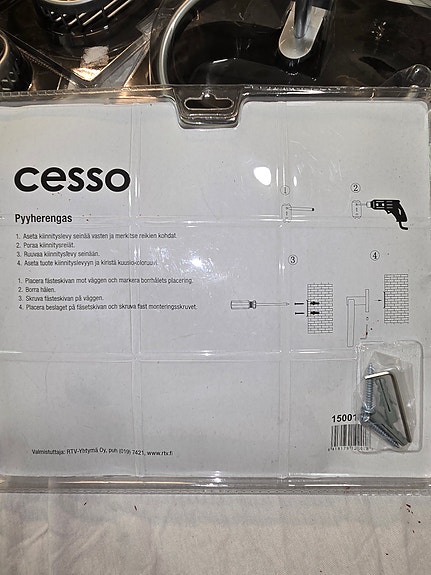 cesso
Pyyherengas
1. Aseta kiinnityslevy seinää vasten ja merkitse reikien kohdat.
2. Poraa kiinnitysreiät.
3. Ruuvaa kiinnityslevy seinään.
4. Aseta tuote kiinnityslevyyn ja kiristä kuusiokoloruuvi.
1. Placera fästeskivan mot väggen och markera borrhålets placering.
2. Borra hålen.
3. Skruva fästeskivan på väggen.
4. Placera beslaget på fäsetskivan och skruva fast monteringsskruvet.
1
2
3
4
Valmistuttaja: RTV-Yhtymä Oy, puh (019) 7421, www.rtv.fi